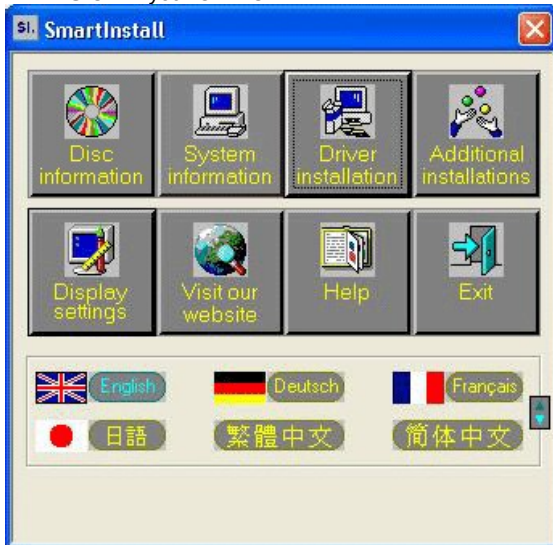 SI. SmartInstall
Disc
information
System
information
Driver
installation
Additional
installations
Display
settings
Visit our
website
Help
Exit
English
Deutsch
Français
日語
繁體中文
简体中文